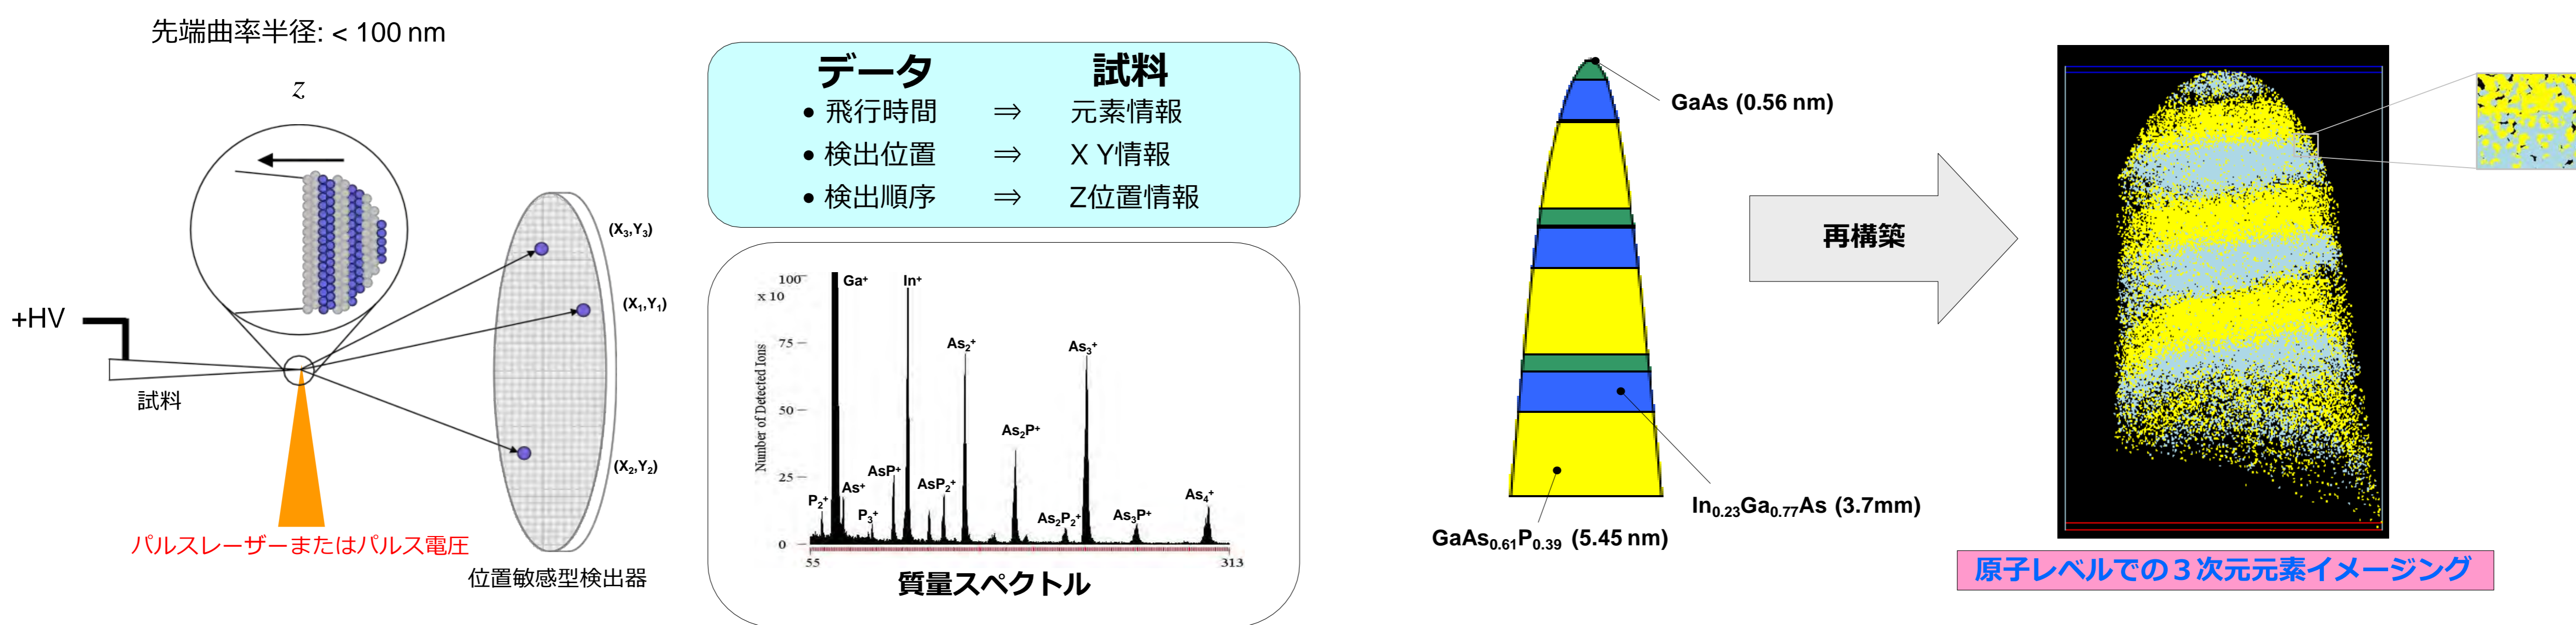 先端曲率半径: < 100 nm
z
+HV
試料
(X₃,Y₃)
(X₁,Y₁)
(X₂,Y₂)
パルスレーザーまたはパルス電圧
位置敏感型検出器
データ 試料
• 飛行時間 ⇒ 元素情報
• 検出位置 ⇒ X Y情報
• 検出順序 ⇒ Z位置情報
100
x 10
75
50
25
0
Number of Detected Ions
Ga⁺
In⁺
As₂⁺
As₃⁺
As₂P⁺
AsP⁺
AsP₂⁺
P₂⁺
As⁺
P₃⁺
As₂P₂⁺
As₃P⁺
As₄⁺
55
313
質量スペクトル
GaAs (0.56 nm)
In₀.₂₃Ga₀.₇₇As (3.7mm)
GaAs₀.₆₁P₀.₃₉ (5.45 nm)
再構築
原子レベルでの３次元元素イメージング